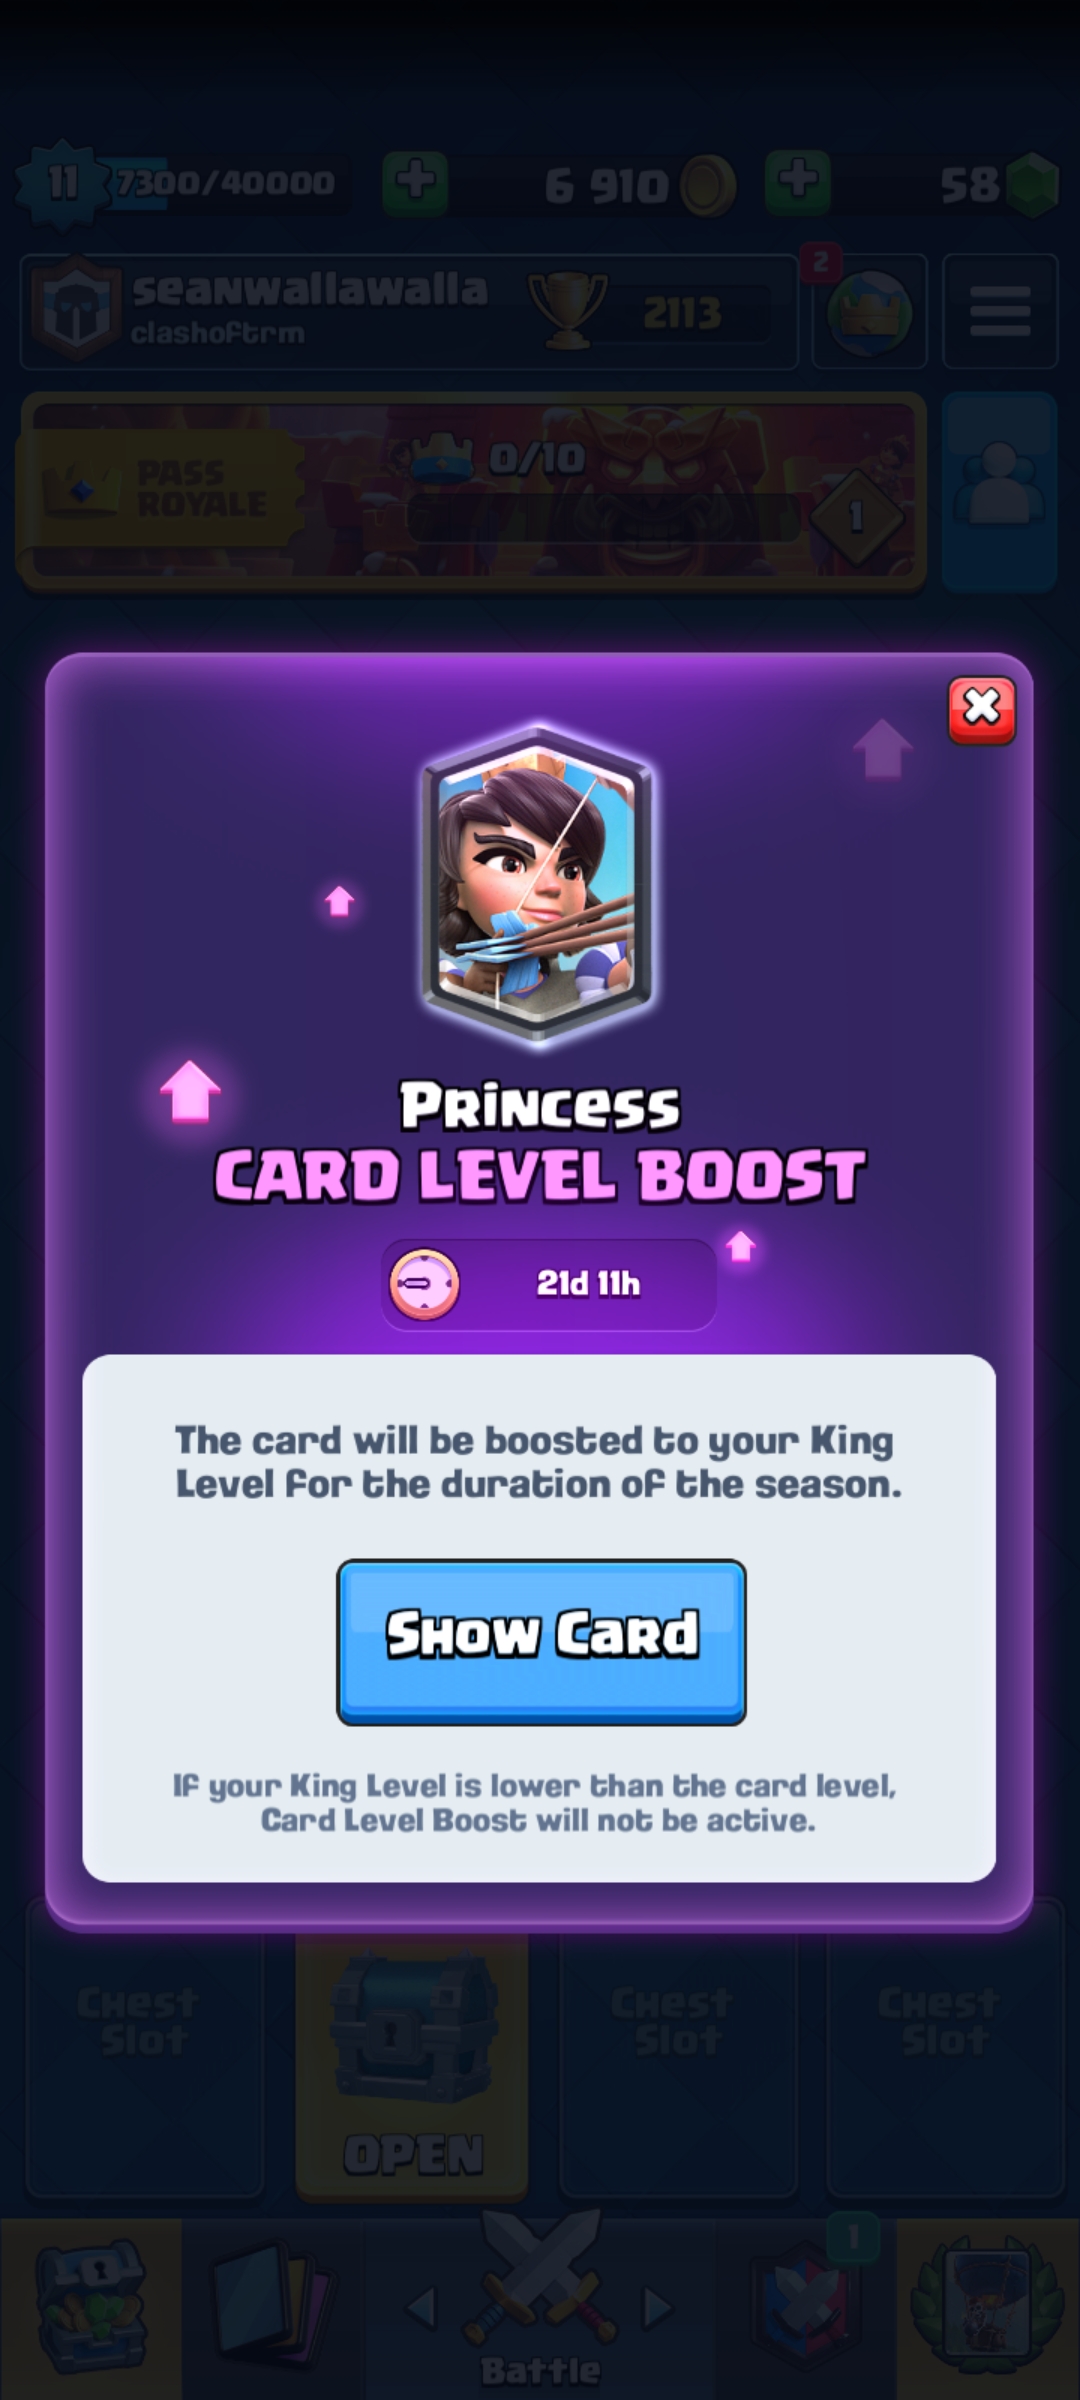 11 7300/40000 6 910 58
seanwallawalla
clashoftrm
2113
2
PASS
ROYALE
0/10
1
Princess
CARD LEVEL BOOST
21d 11h
The card will be boosted to your King
Level for the duration of the season.
Show Card
If your King Level is lower than the card level,
Card Level Boost will not be active.
Chest
Slot
OPEN
Chest
Slot
Chest
Slot
1
Battle